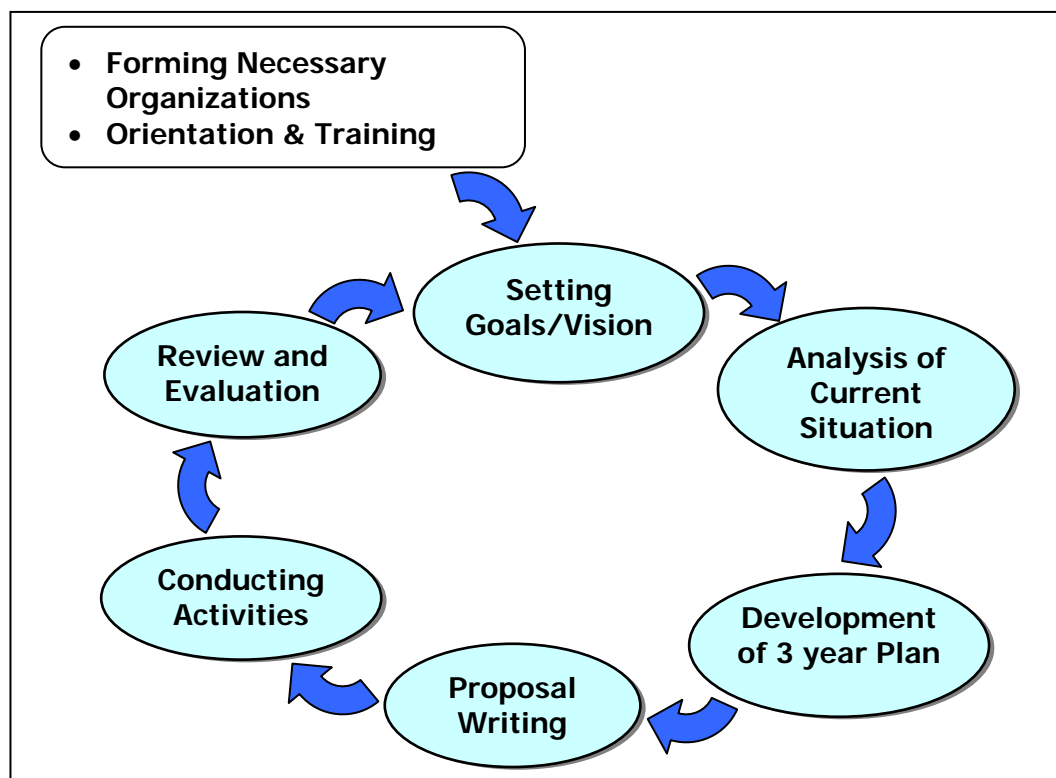 • Forming Necessary
Organizations
• Orientation & Training
Setting
Goals/Vision
Analysis of
Current
Situation
Development
of 3 year Plan
Proposal
Writing
Conducting
Activities
Review and
Evaluation